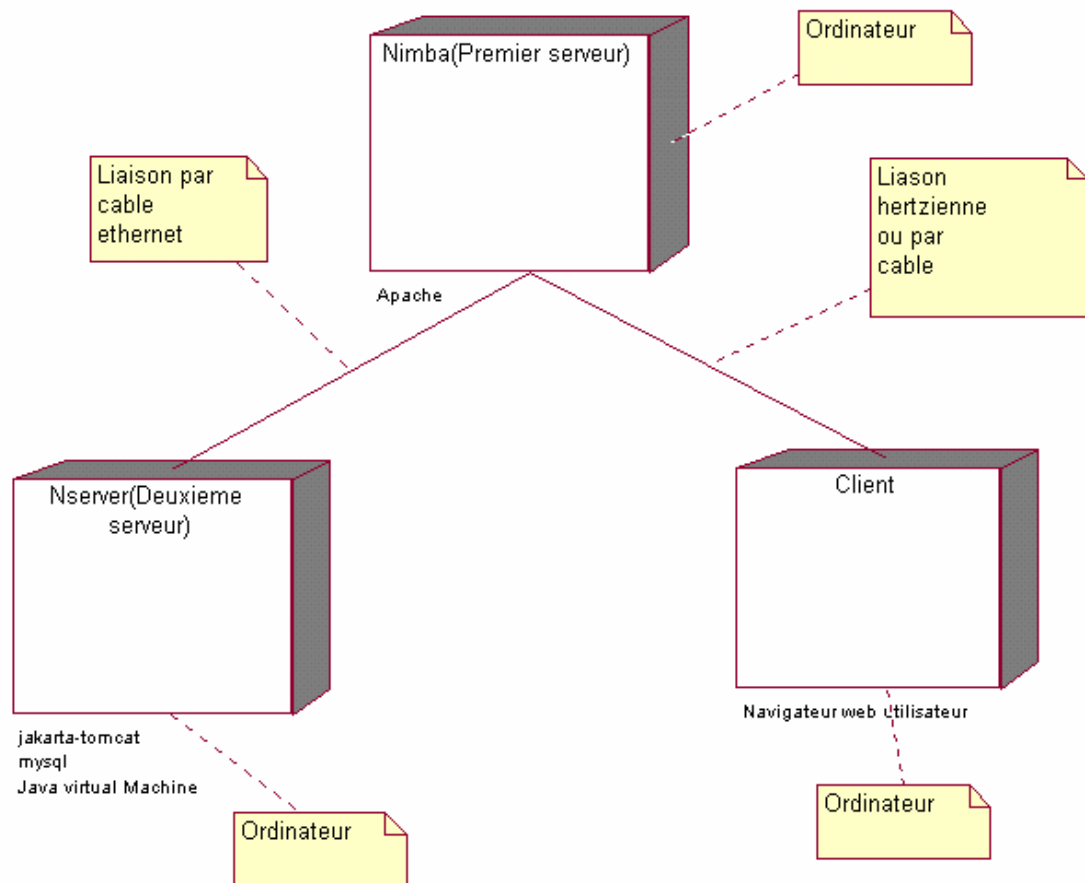 Nimba(Premier serveur)
Ordinateur
Liaison par
cable
ethernet
Liason
hertzienne
ou par
cable
Apache
Nserver(Deuxieme
serveur)
Client
jakarta-tomcat
mysql
Java virtual Machine
Navigateur web utilisateur
Ordinateur
Ordinateur